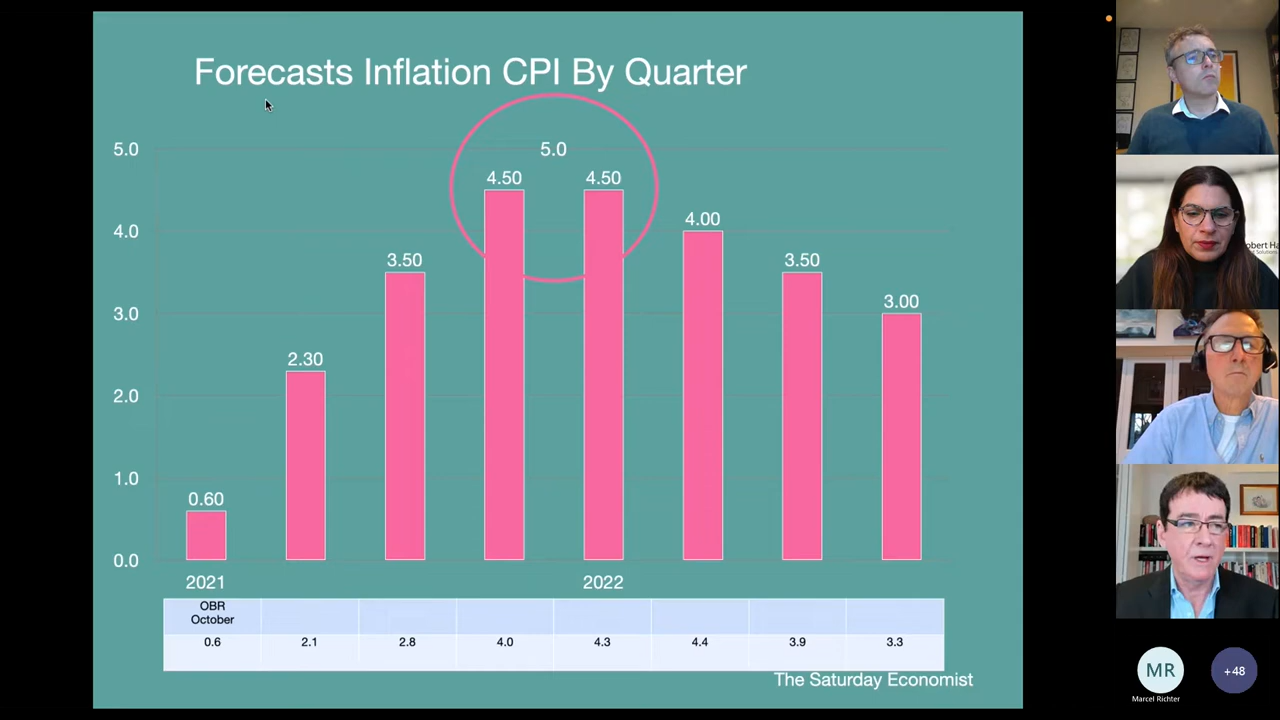 Forecasts Inflation CPI By Quarter
5.0
4.0
3.0
2.0
1.0
0.0
0.60
2.30
3.50
4.50
5.0
4.50
4.00
3.50
3.00
2021
2022
OBR
October
0.6 2.1 2.8 4.0 4.3 4.4 3.9 3.3
The Saturday Economist
obert Ha
MR
Marcel Richter
+48